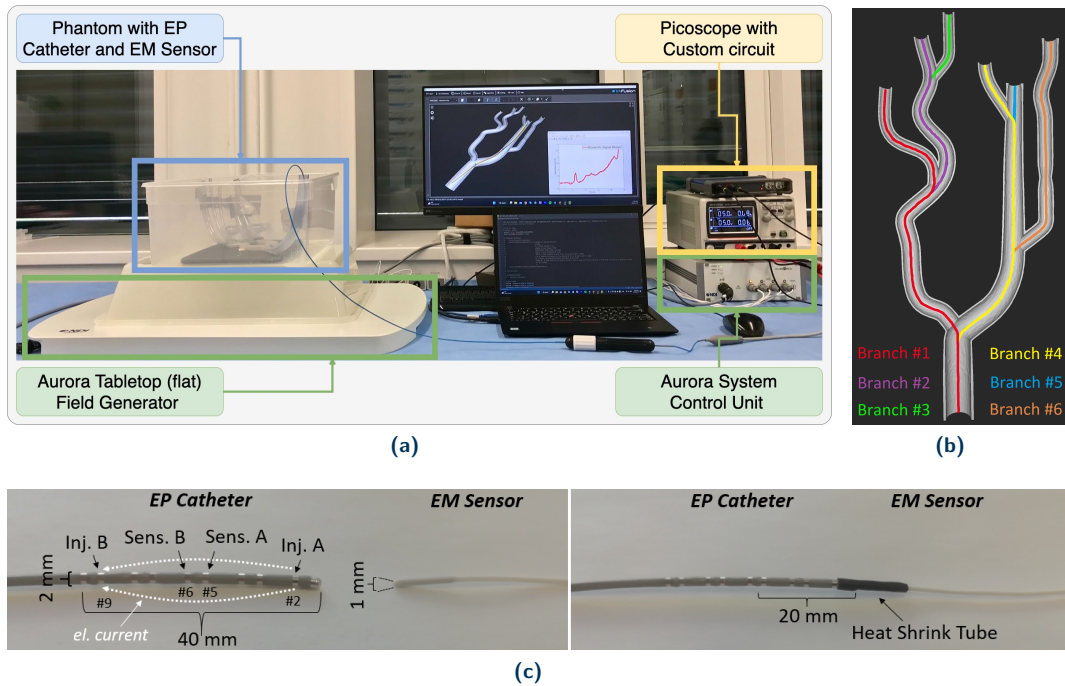 Phantom with EP
Catheter and EM Sensor
Picoscope with
Custom circuit
Aurora Tabletop (flat)
Field Generator
Aurora System
Control Unit
(a)
Branch #1
Branch #4
Branch #2
Branch #5
Branch #3
Branch #6
(b)
EP Catheter
EM Sensor
Inj. B
Sens. B
Sens. A
Inj. A
2 mm
#9
#6
#5
#2
el. current
40 mm
1 mm
EP Catheter
EM Sensor
20 mm
Heat Shrink Tube
(c)